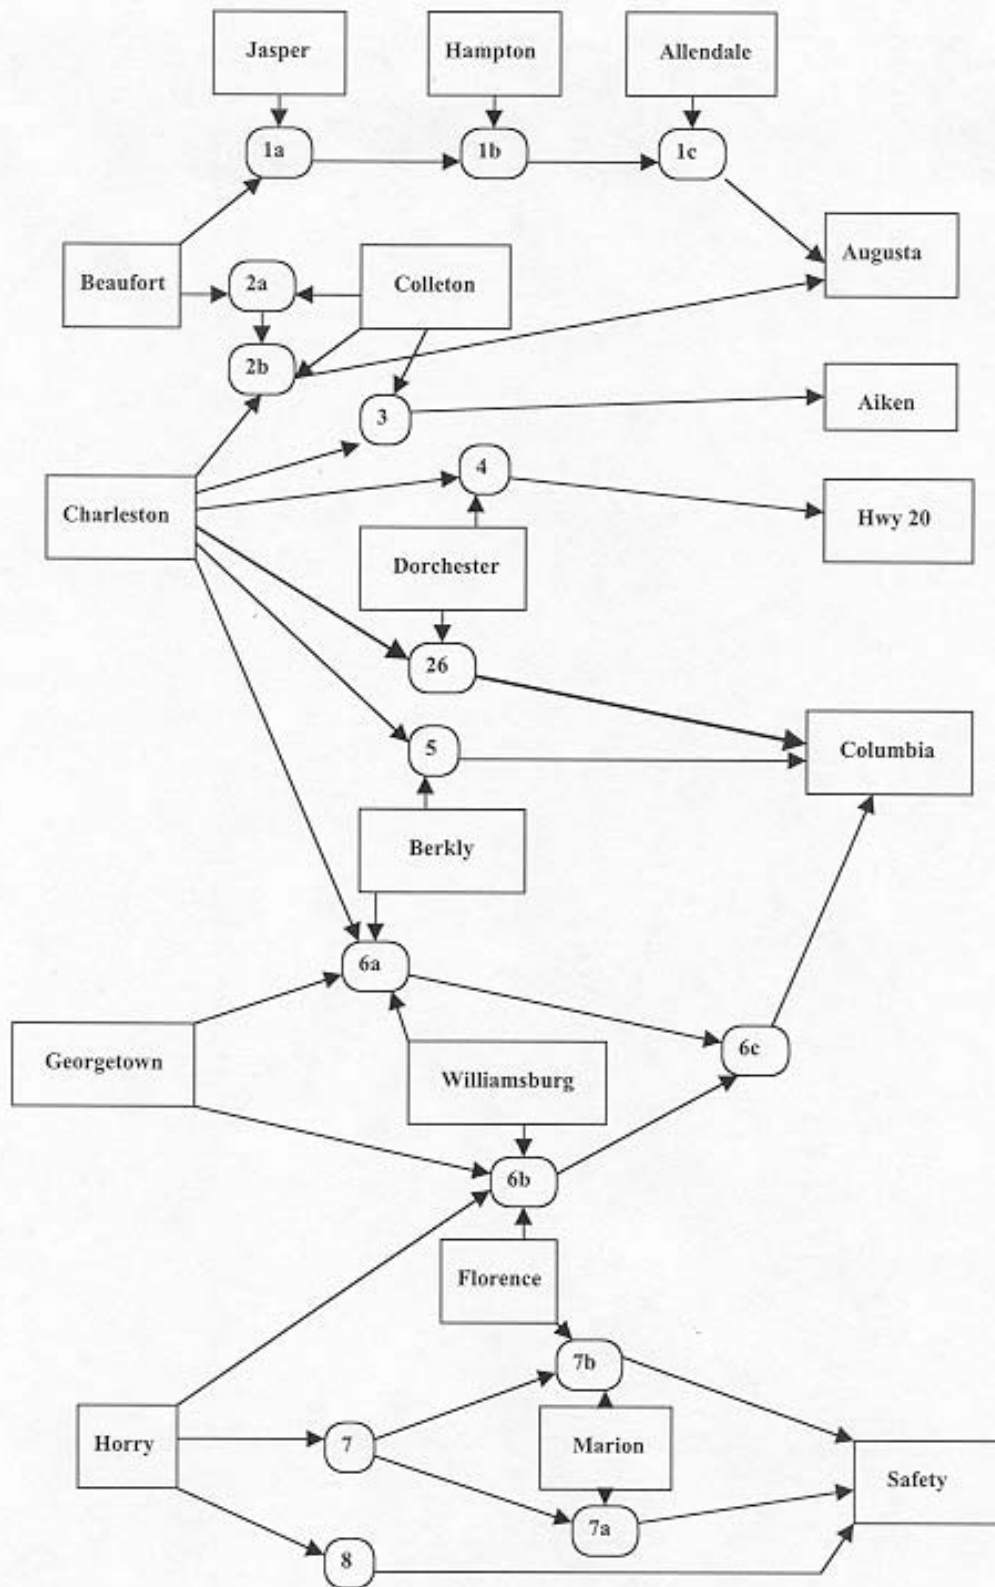 Jasper
Hampton
Allendale
1a
1b
1c
Augusta
Beaufort
2a
Colleton
2b
3
Aiken
4
Charleston
Hwy 20
Dorchester
26
5
Columbia
Berkly
6a
Georgetown
6c
Williamsburg
6b
Florence
7b
Horry
7
Marion
Safety
7a
8